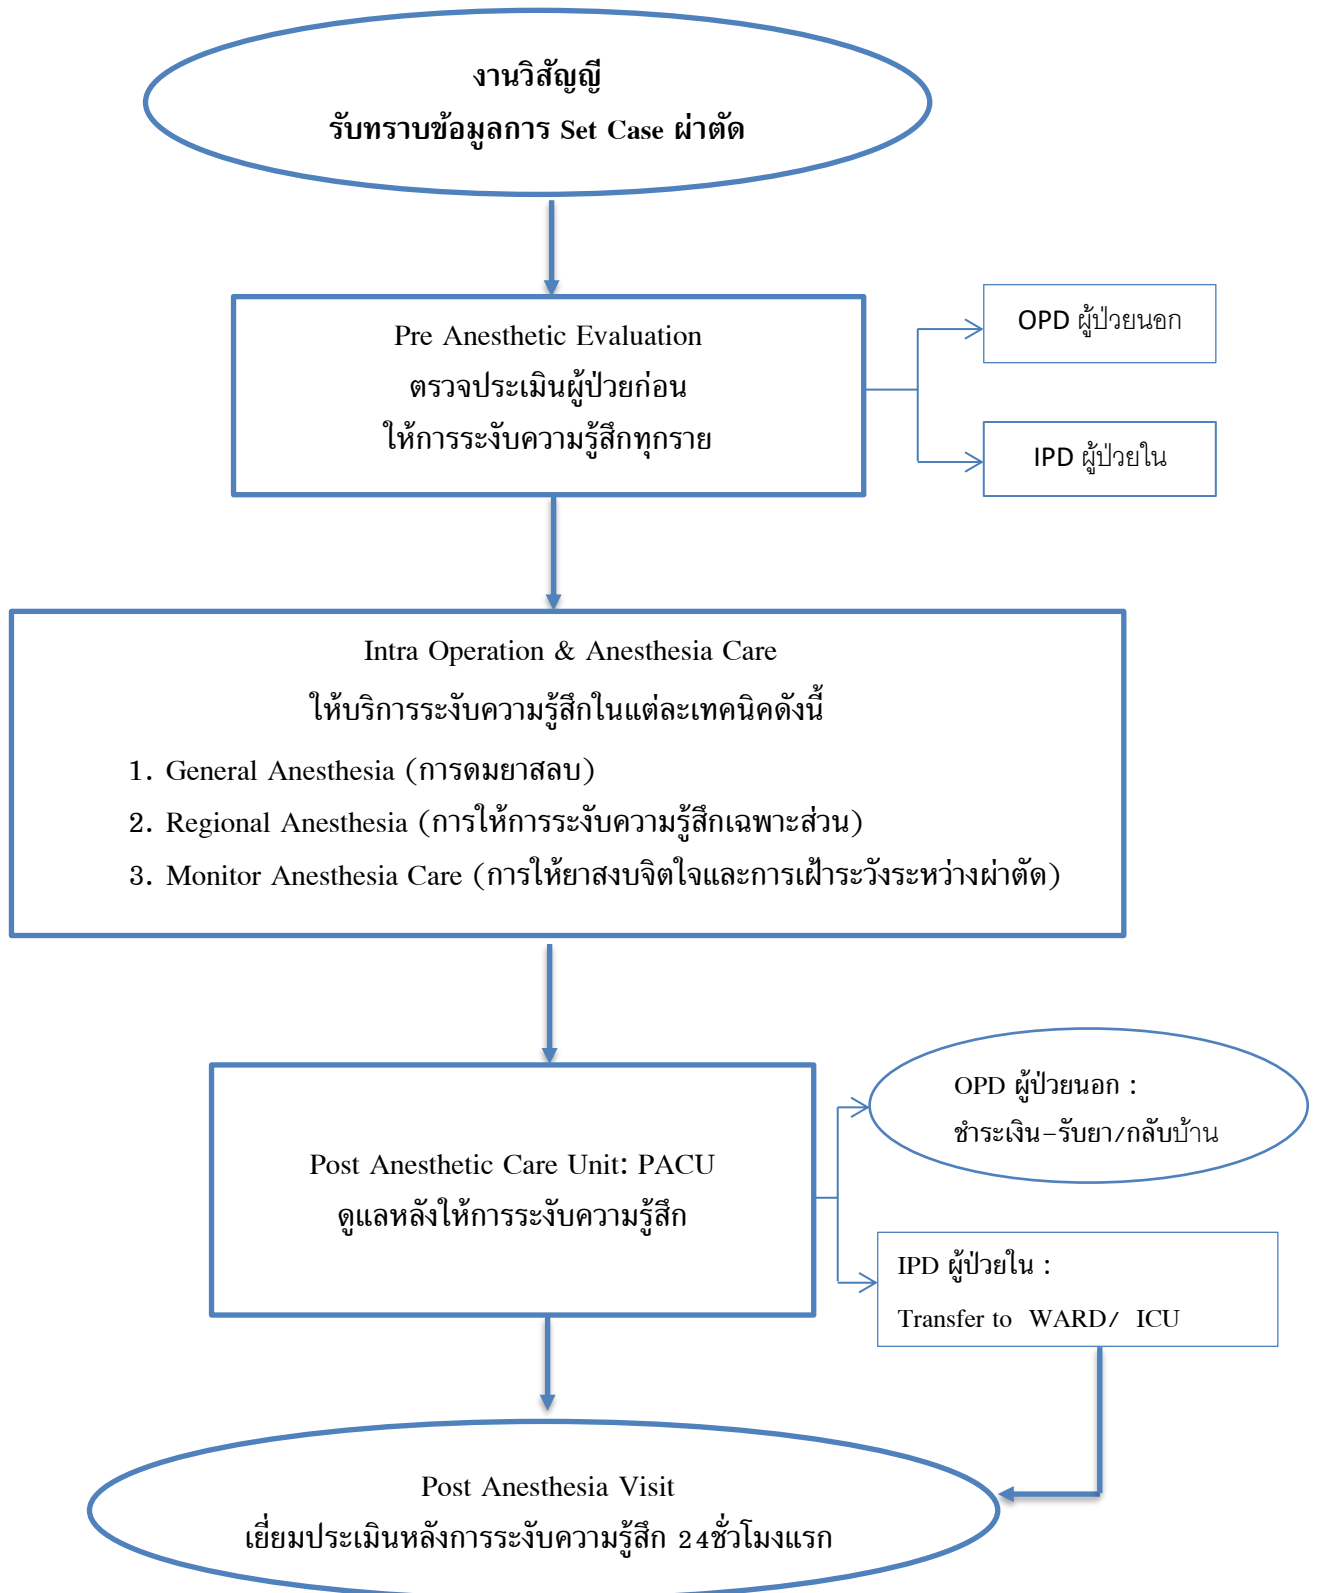 งานวิสัญญี
รับทราบข้อมูลการ Set Case ผ่าตัด
Pre Anesthetic Evaluation
ตรวจประเมินผู้ป่วยก่อน
ให้การระงับความรู้สึกทุกราย
OPD ผู้ป่วยนอก
IPD ผู้ป่วยใน
Intra Operation & Anesthesia Care
ให้บริการระงับความรู้สึกในแต่ละเทคนิคดังนี้
1. General Anesthesia (การดมยาสลบ)
2. Regional Anesthesia (การให้การระงับความรู้สึกเฉพาะส่วน)
3. Monitor Anesthesia Care (การให้ยาสงบจิตใจและการเฝ้าระวังระหว่างผ่าตัด)
Post Anesthetic Care Unit: PACU
ดูแลหลังให้การระงับความรู้สึก
OPD ผู้ป่วยนอก :
ชำระเงิน-รับยา/กลับบ้าน
IPD ผู้ป่วยใน :
Transfer to WARD/ ICU
Post Anesthesia Visit
เยี่ยมประเมินหลังการระงับความรู้สึก 24ชั่วโมงแรก